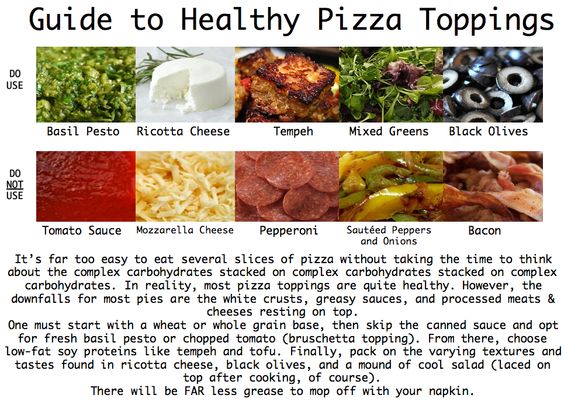 Guide to Healthy Pizza Toppings
DO
USE
Basil Pesto Ricotta Cheese Tempeh Mixed Greens Black Olives
DO
NOT
USE
Tomato Sauce Mozzarella Cheese Pepperoni Sautéed Peppers and Onions Bacon
It's far too easy to eat several slices of pizza without taking the time to think
about the complex carbohydrates stacked on complex carbohydrates stacked on complex
carbohydrates. In reality, most pizza toppings are quite healthy. However, the
downfalls for most pies are the white crusts, greasy sauces, and processed meats &
cheeses resting on top.
One must start with a wheat or whole grain base, then skip the canned sauce and opt
for fresh basil pesto or chopped tomato (bruschetta topping). From there, choose
low-fat soy proteins like tempeh and tofu. Finally, pack on the varying textures and
tastes found in ricotta cheese, black olives, and a mound of cool salad (laced on
top after cooking, of course).
There will be FAR less grease to mop off with your napkin.